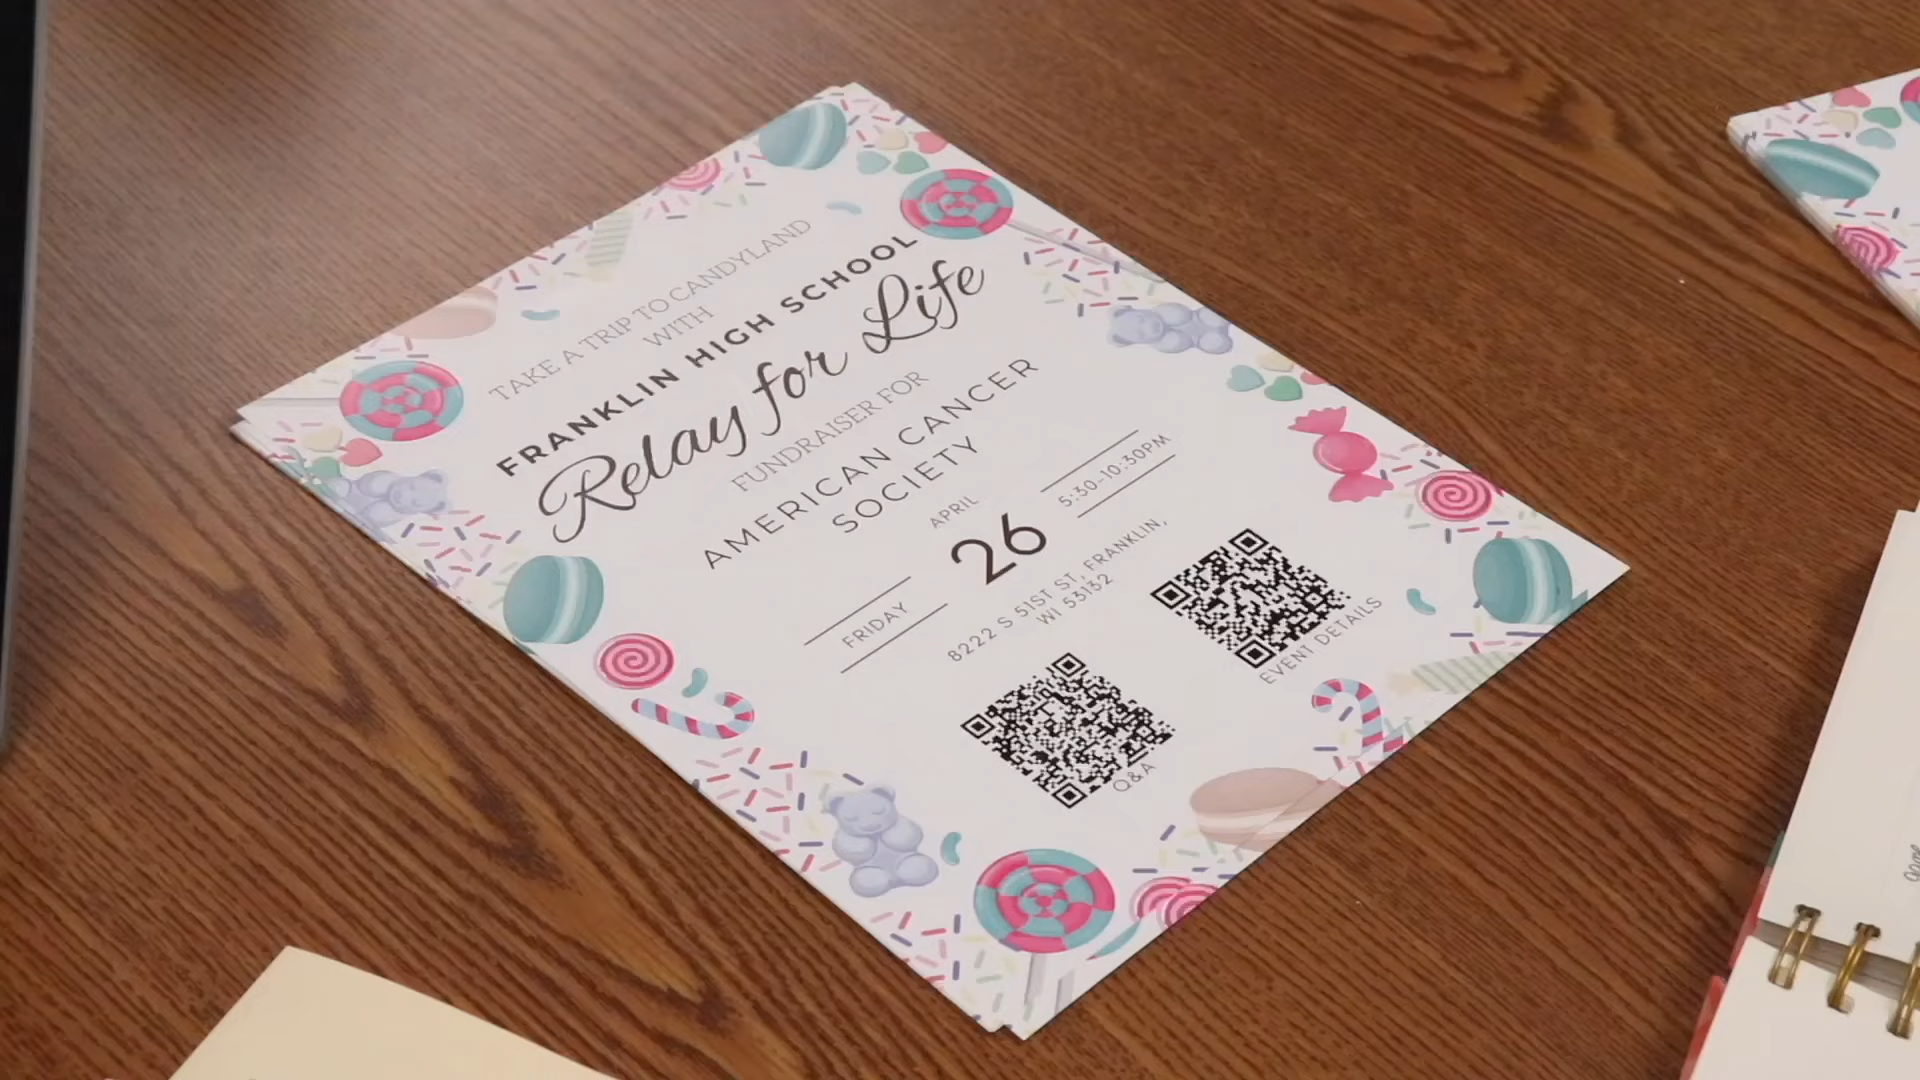 TAKE A TRIP TO CANDYLAND
WITH
FRANKLIN HIGH SCHOOL
Relay for Life
FUNDRAISER FOR
AMERICAN CANCER
SOCIETY
FRIDAY
APRIL
26
5:30-10:30PM
8222 S 51ST ST, FRANKLIN,
WI 53132
Q&A
EVENT DETAILS
game